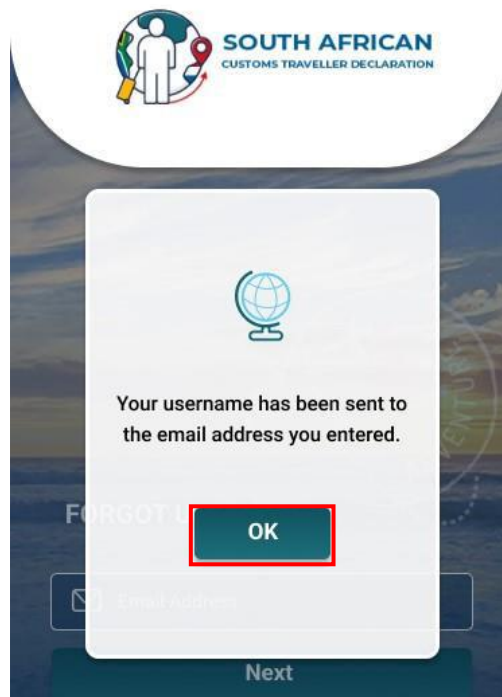 SOUTH AFRICAN
CUSTOMS TRAVELLER DECLARATION
Your username has been sent to
the email address you entered.
FORGOT U
OK
Email Address
Next